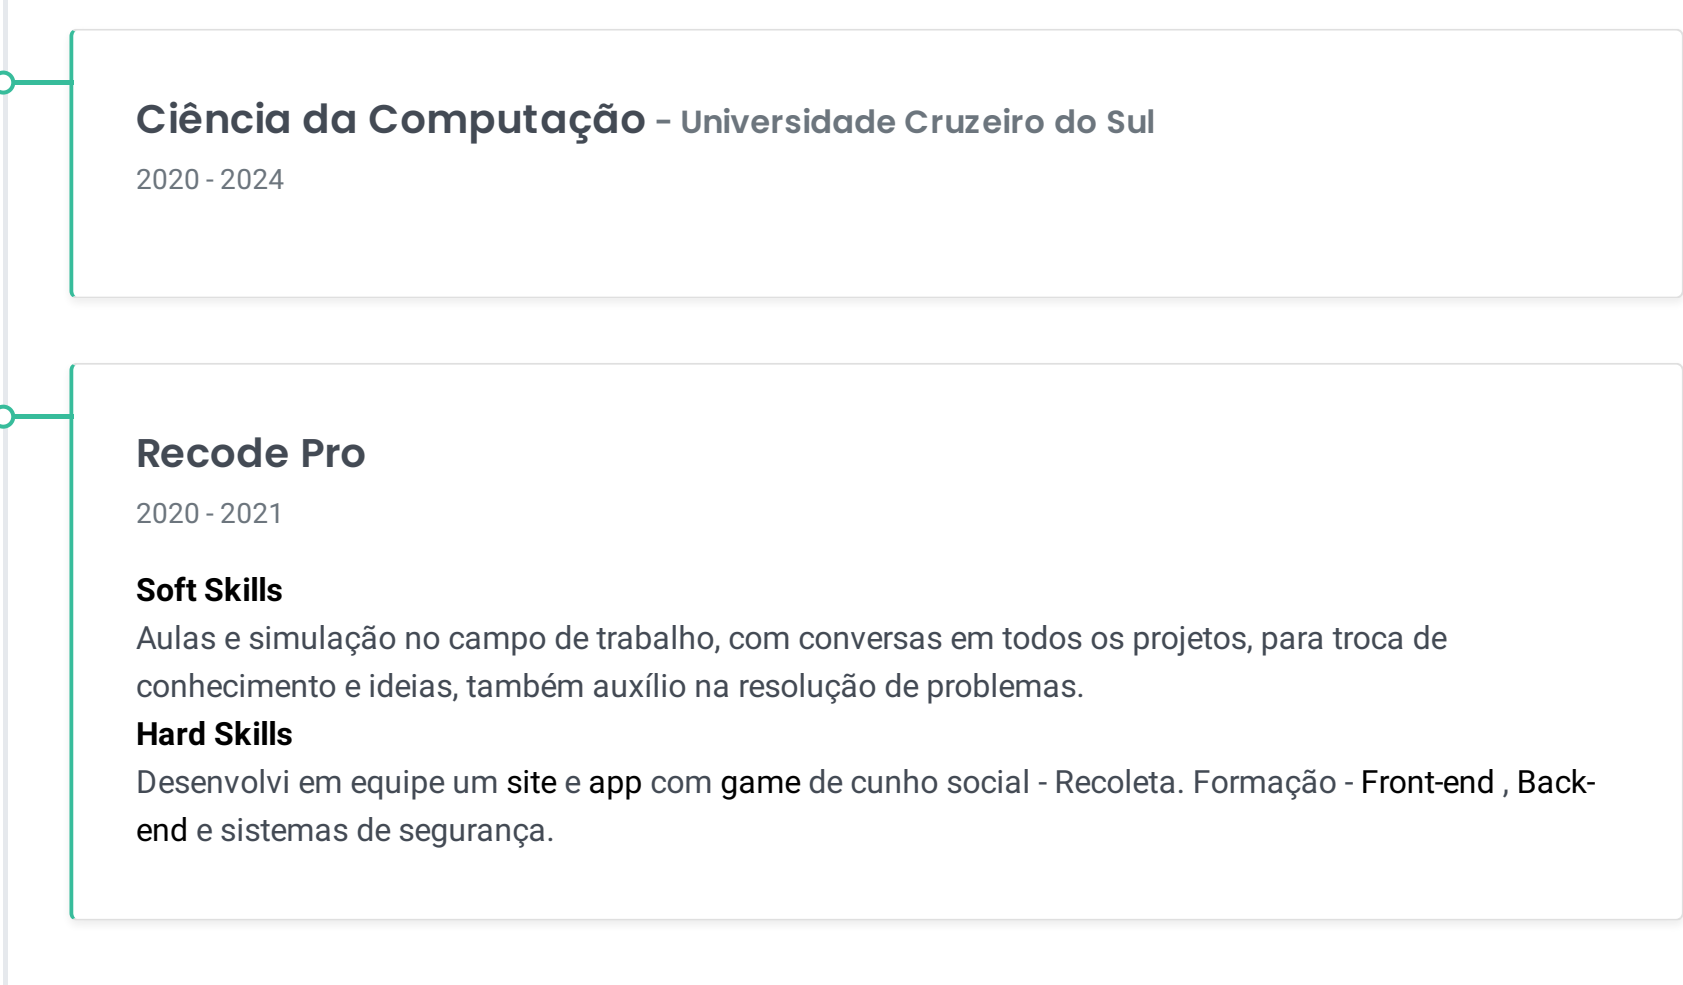 Ciência da Computação - Universidade Cruzeiro do Sul
2020 - 2024
Recode Pro
2020 - 2021
Soft Skills
Aulas e simulação no campo de trabalho, com conversas em todos os projetos, para troca de
conhecimento e ideias, também auxílio na resolução de problemas.
Hard Skills
Desenvolvi em equipe um site e app com game de cunho social - Recoleta. Formação - Front-end , Back-
end e sistemas de segurança.